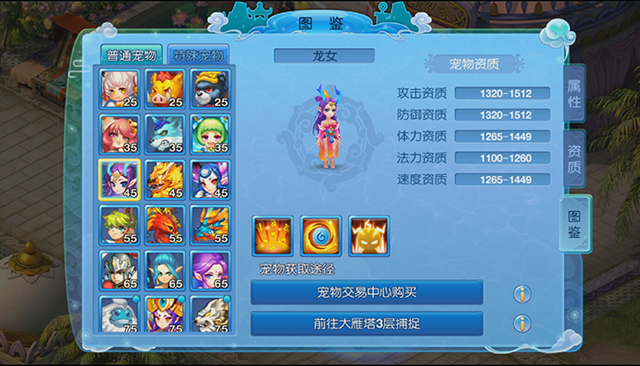 图 鉴
普通宠物
特殊宠物
龙女
宠物资质
攻击资质 1320-1512
防御资质 1320-1512
体力资质 1265-1449
法力资质 1100-1260
速度资质 1265-1449
属性
资质
图鉴
25 25 25
35 35 35
45 45 45
55 55 55
65 65 65
75 75 75
宠物获取途径
宠物交易中心购买
前往大雁塔3层捕捉